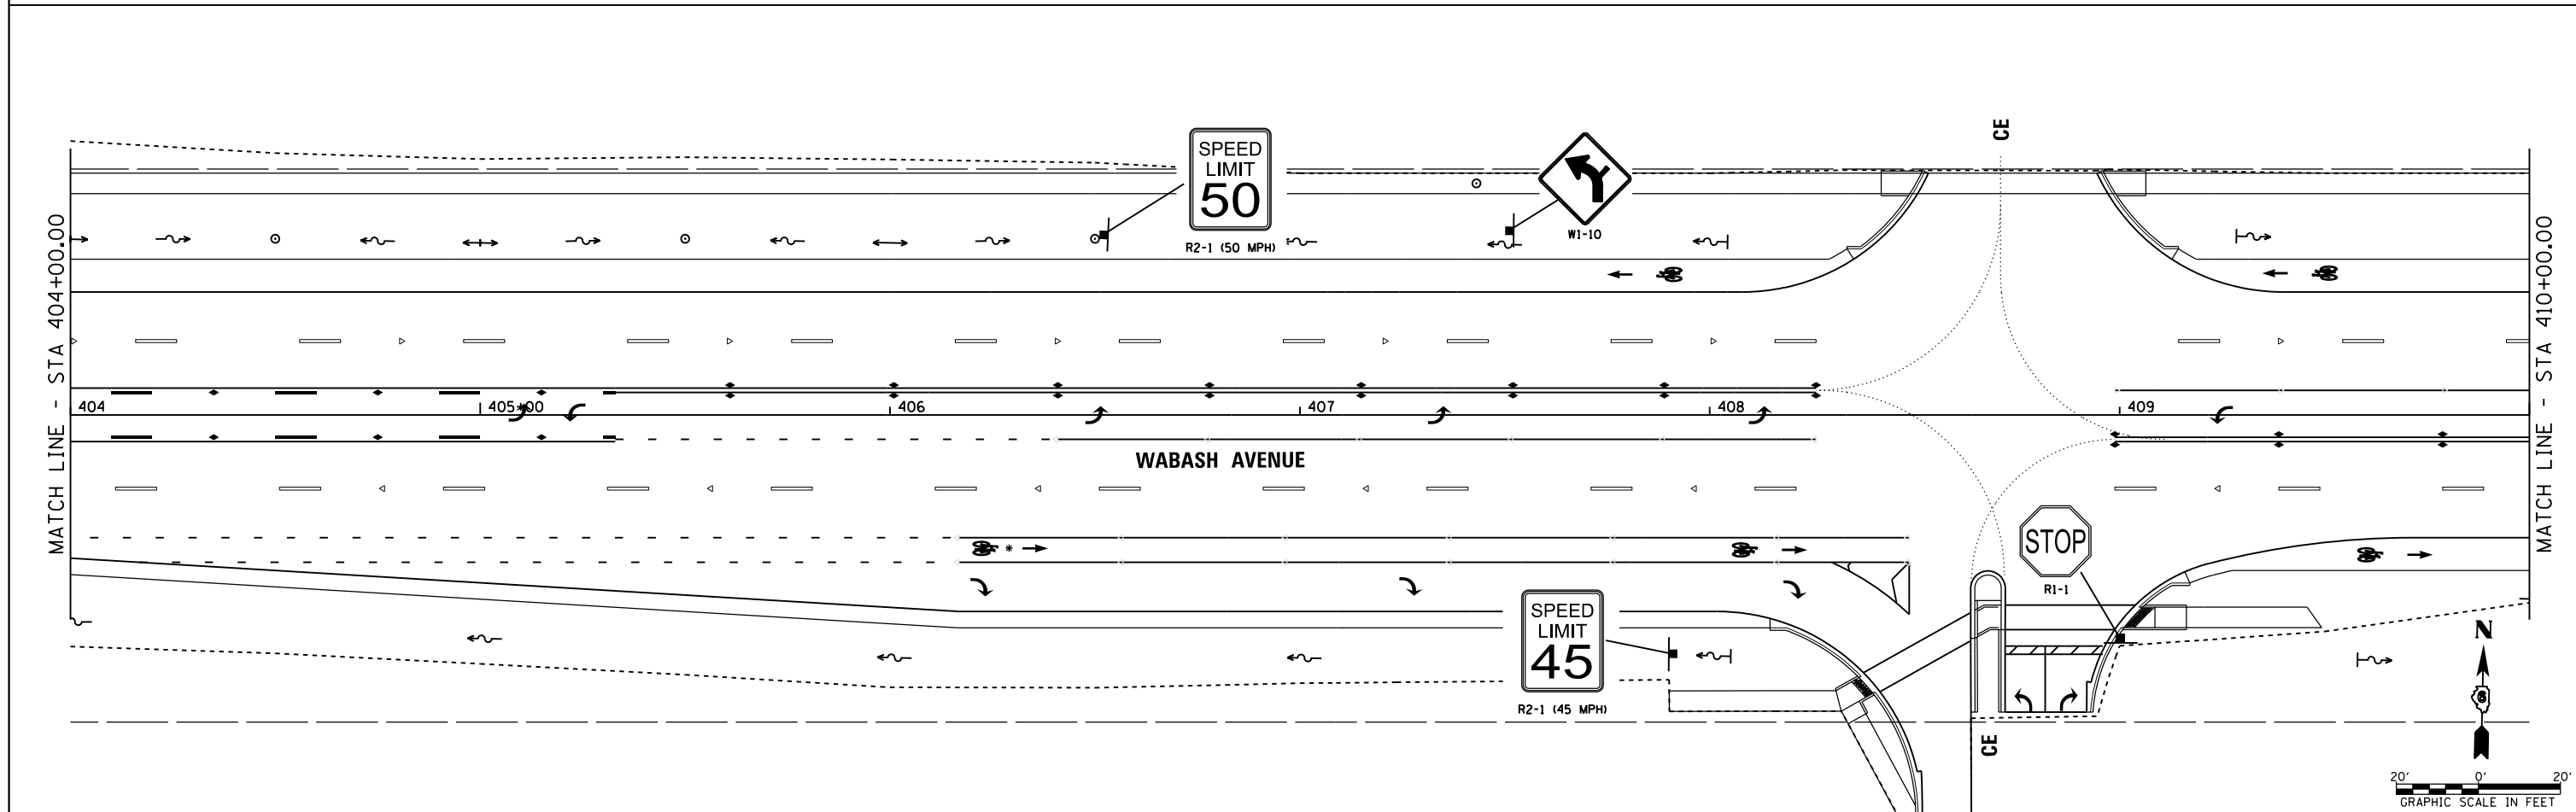 MATCH LINE - STA 404+00.00
SPEED
LIMIT
50
R2-1 (50 MPH)
W1-10
CE
MATCH LINE - STA 410+00.00
404
405+00
406
407
408
409
WABASH AVENUE
*
STOP
R1-1
SPEED
LIMIT
45
R2-1 (45 MPH)
CE
N
20' 0' 20'
GRAPHIC SCALE IN FEET